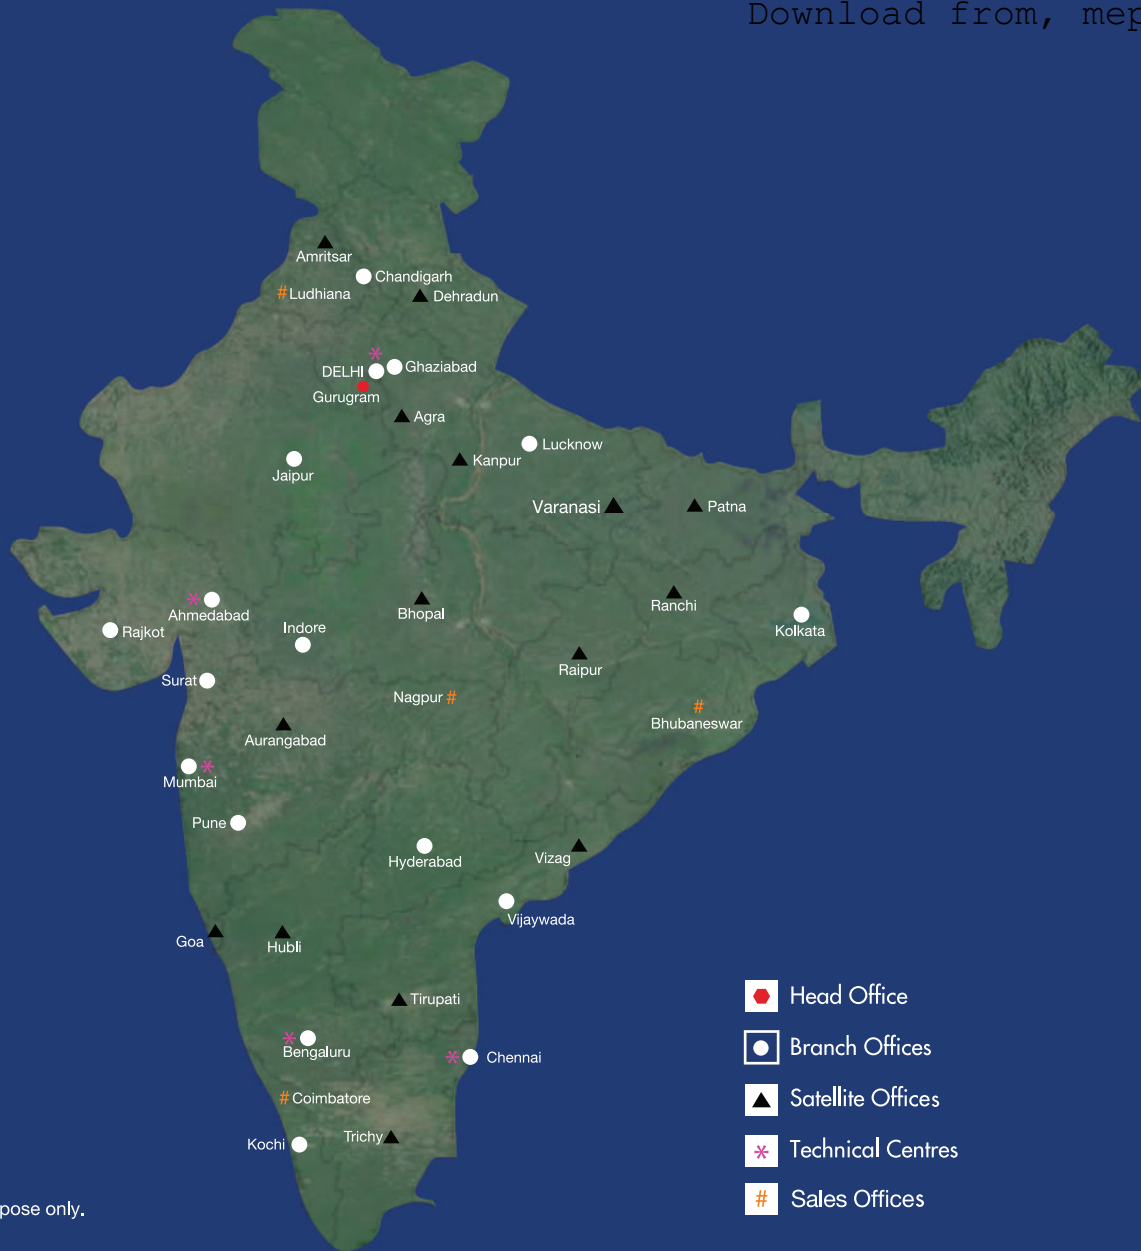 Download from, mep
Amritsar
Chandigarh
#Ludhiana
Dehradun
*
DELHI
Ghaziabad
Gurugram
Agra
Lucknow
Kanpur
Jaipur
Varanasi
Patna
*
Ahmedabad
Bhopal
Ranchi
Rajkot
Indore
Kolkata
Surat
Raipur
Nagpur #
#
Bhubaneswar
Aurangabad
*
Mumbai
Pune
Hyderabad
Vizag
Vijaywada
Goa
Hubli
Tirupati
*
Bengaluru
* Chennai
#Coimbatore
Kochi
Trichy
Head Office
Branch Offices
Satellite Offices
* Technical Centres
# Sales Offices
pose only.